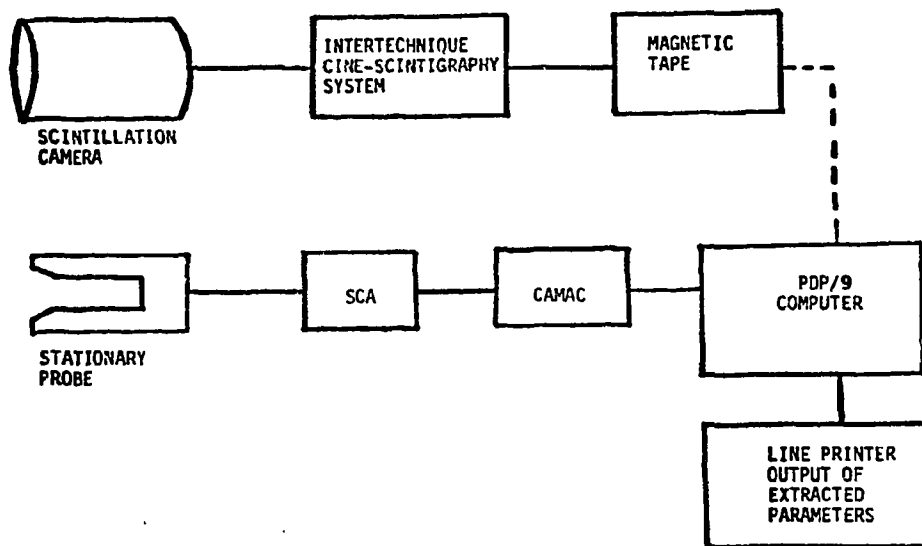 INTERTECHNIQUE
CINE-SCINTIGRAPHY
SYSTEM
MAGNETIC
TAPE
SCINTILLATION
CAMERA
SCA
CAMAC
PDP/9
COMPUTER
STATIONARY
PROBE
LINE PRINTER
OUTPUT OF
EXTRACTED
PARAMETERS